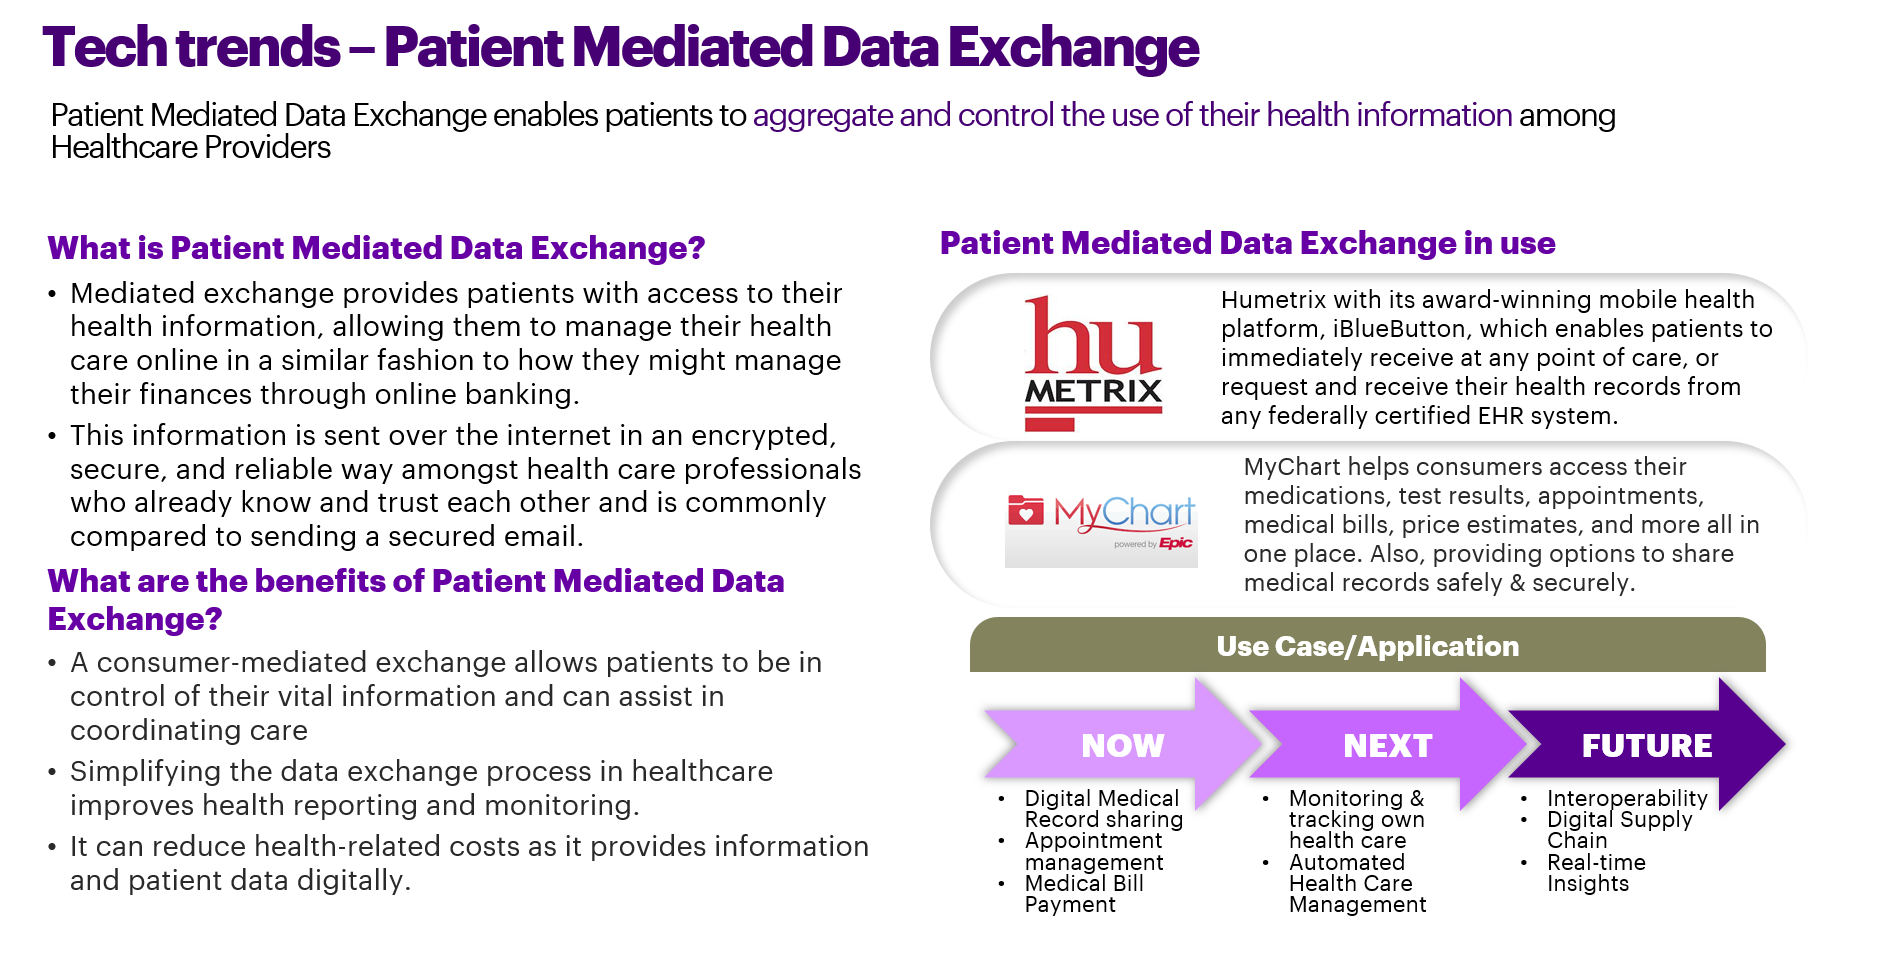 Tech trends – Patient Mediated Data Exchange
Patient Mediated Data Exchange enables patients to aggregate and control the use of their health information among
Healthcare Providers
What is Patient Mediated Data Exchange?
• Mediated exchange provides patients with access to their
health information, allowing them to manage their health
care online in a similar fashion to how they might manage
their finances through online banking.
• This information is sent over the internet in an encrypted,
secure, and reliable way amongst health care professionals
who already know and trust each other and is commonly
compared to sending a secured email.
What are the benefits of Patient Mediated Data
Exchange?
• A consumer-mediated exchange allows patients to be in
control of their vital information and can assist in
coordinating care
• Simplifying the data exchange process in healthcare
improves health reporting and monitoring.
• It can reduce health-related costs as it provides information
and patient data digitally.
Patient Mediated Data Exchange in use
hu
METRIX
Humetrix with its award-winning mobile health
platform, iBlueButton, which enables patients to
immediately receive at any point of care, or
request and receive their health records from
any federally certified EHR system.
MyChart
powered by Epic
MyChart helps consumers access their
medications, test results, appointments,
medical bills, price estimates, and more all in
one place. Also, providing options to share
medical records safely & securely.
Use Case/Application
NOW
• Digital Medical
Record sharing
• Appointment
management
• Medical Bill
Payment
NEXT
• Monitoring &
tracking own
health care
• Automated
Health Care
Management
FUTURE
• Interoperability
• Digital Supply
Chain
• Real-time
Insights